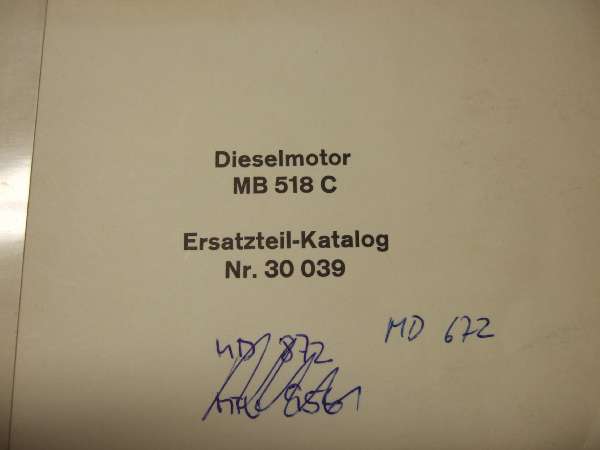 Dieselmotor
MB 518 C
Ersatzteil-Katalog
Nr. 30 039
MD 672